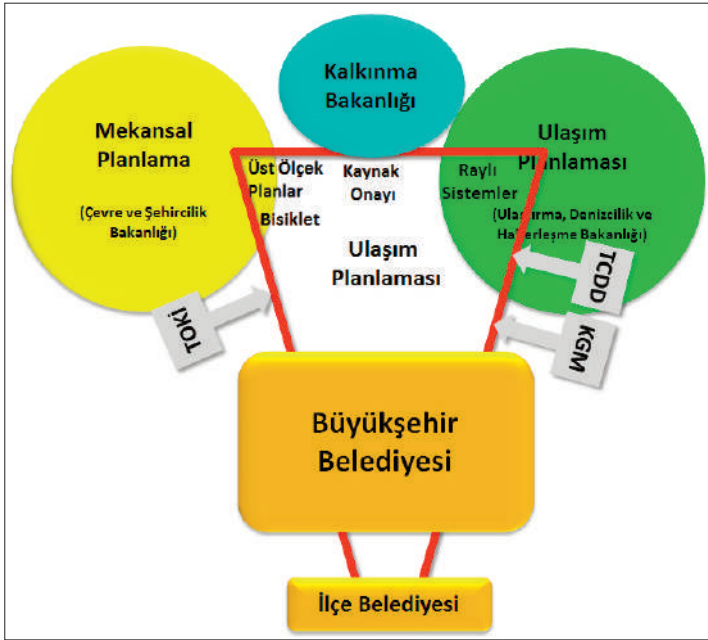 Kalkınma
Bakanlığı
Mekansal
Planlama
(Çevre ve Şehircilik
Bakanlığı)
Ulaşım
Planlaması
(Ulaştırma, Denizcilik ve
Haberleşme Bakanlığı)
Üst Ölçek
Planlar
Bisiklet
Kaynak
Onayı
Raylı
Sistemler
Ulaşım
Planlaması
TOKİ
TCDD
KGM
Büyükşehir
Belediyesi
İlçe Belediyesi